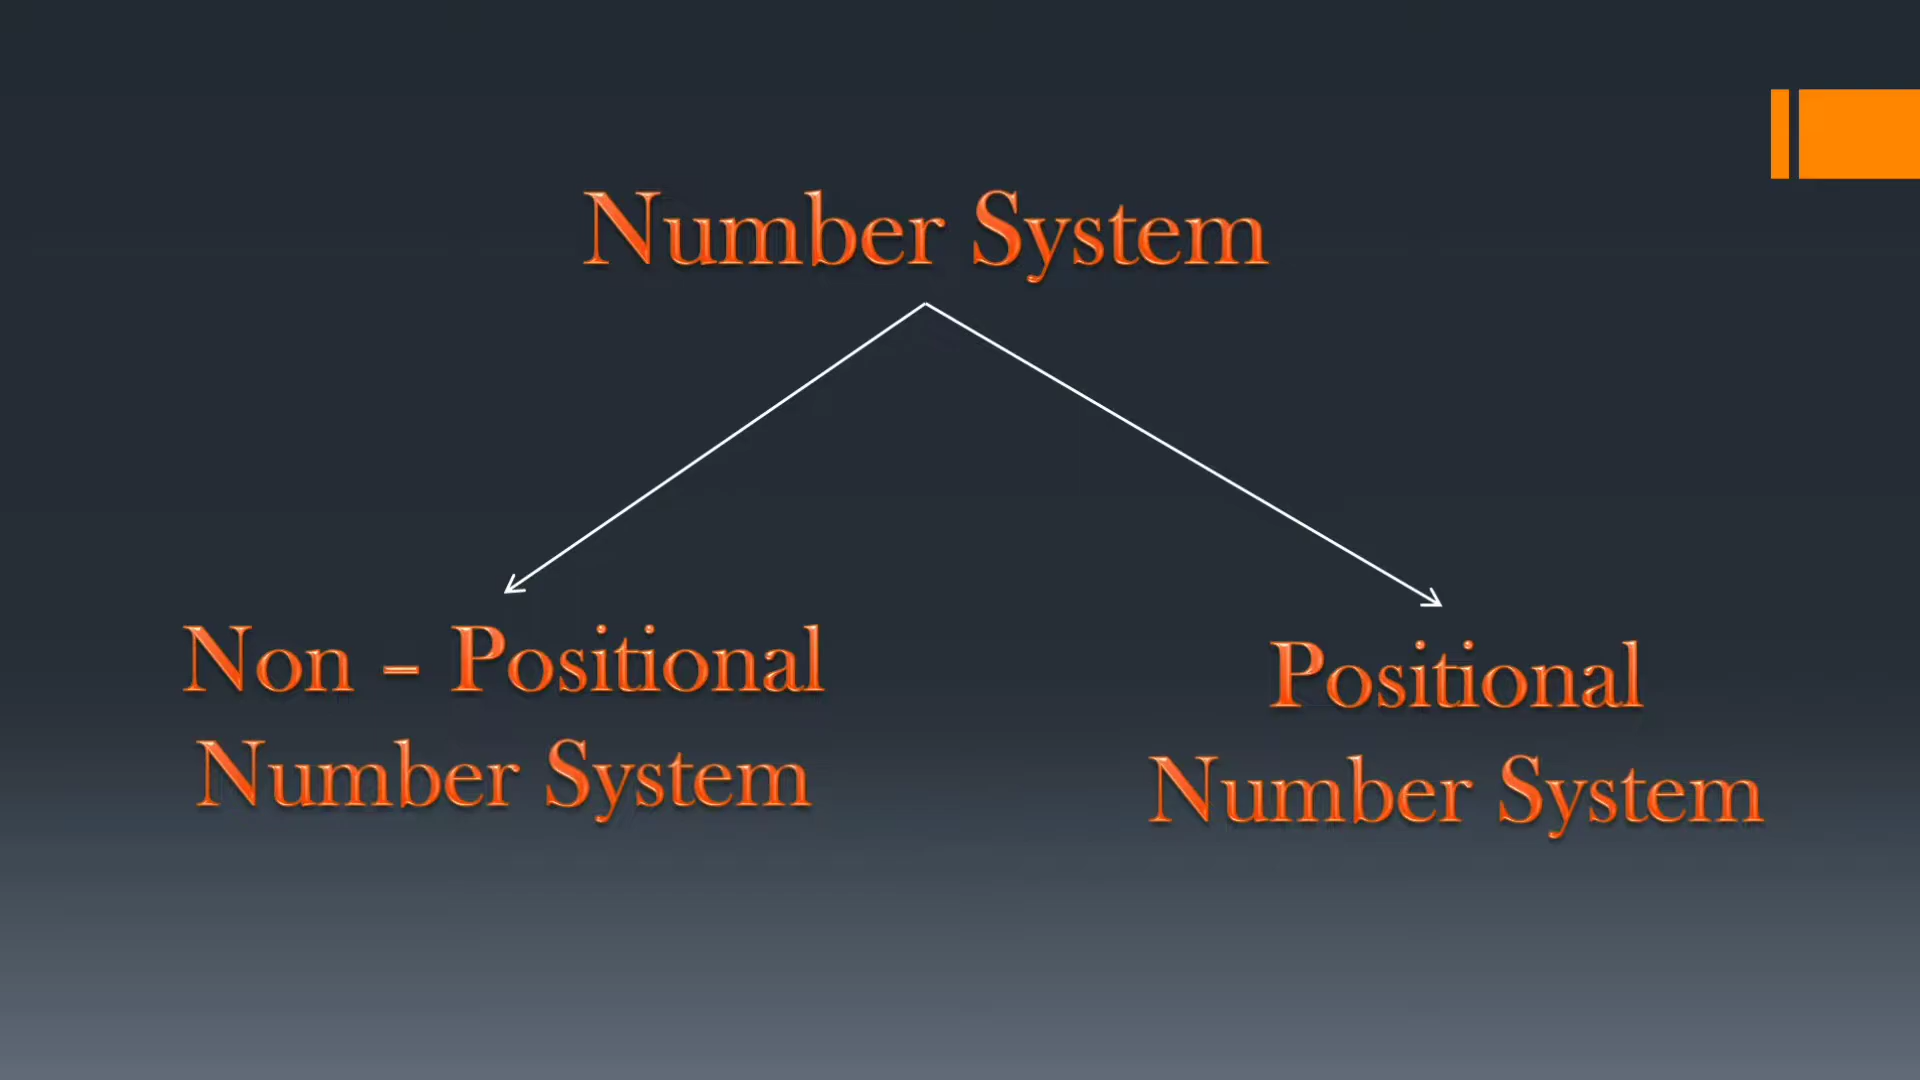 Number System
Non – Positional
Number System
Positional
Number System